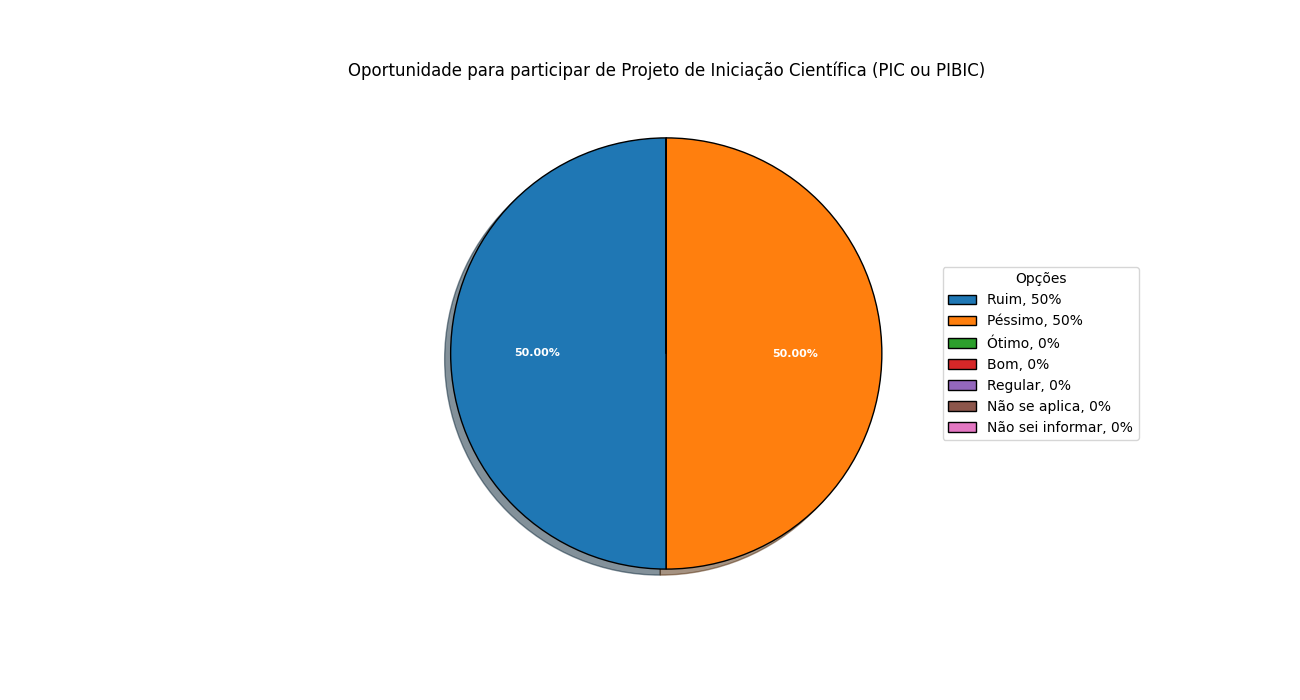 Oportunidade para participar de Projeto de Iniciação Científica (PIC ou PIBIC)
50.00%
50.00%
Opções
Ruim, 50%
Péssimo, 50%
Ótimo, 0%
Bom, 0%
Regular, 0%
Não se aplica, 0%
Não sei informar, 0%